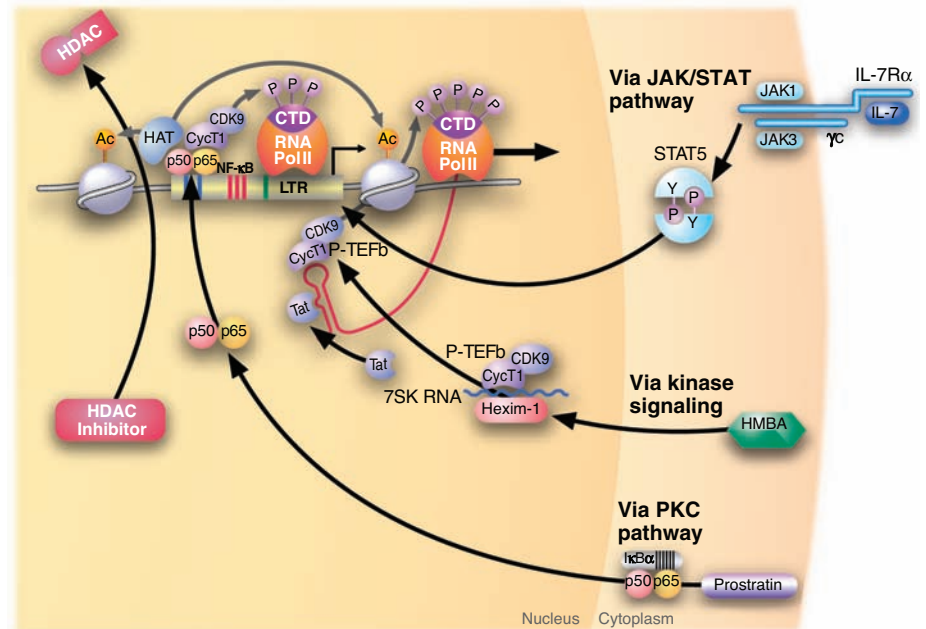 HDAC
Via JAK/STAT
pathway
IL-7Rα
JAK1
IL-7
JAK3
γc
STAT5
Y
P
P
Y
P P P
CTD
RNA
PolII
P P P P P
CTD
RNA
PolII
Ac
HAT
CDK9
CycT1
p50 p65
NF-κB
LTR
Ac
CDK9
CycT1
P-TEFb
Tat
Tat
p50 p65
P-TEFb
CDK9
CycT1
7SK RNA
Hexim-1
Via kinase
signaling
HMBA
HDAC
Inhibitor
Via PKC
pathway
IκBα
p50 p65
Prostratin
Nucleus
Cytoplasm